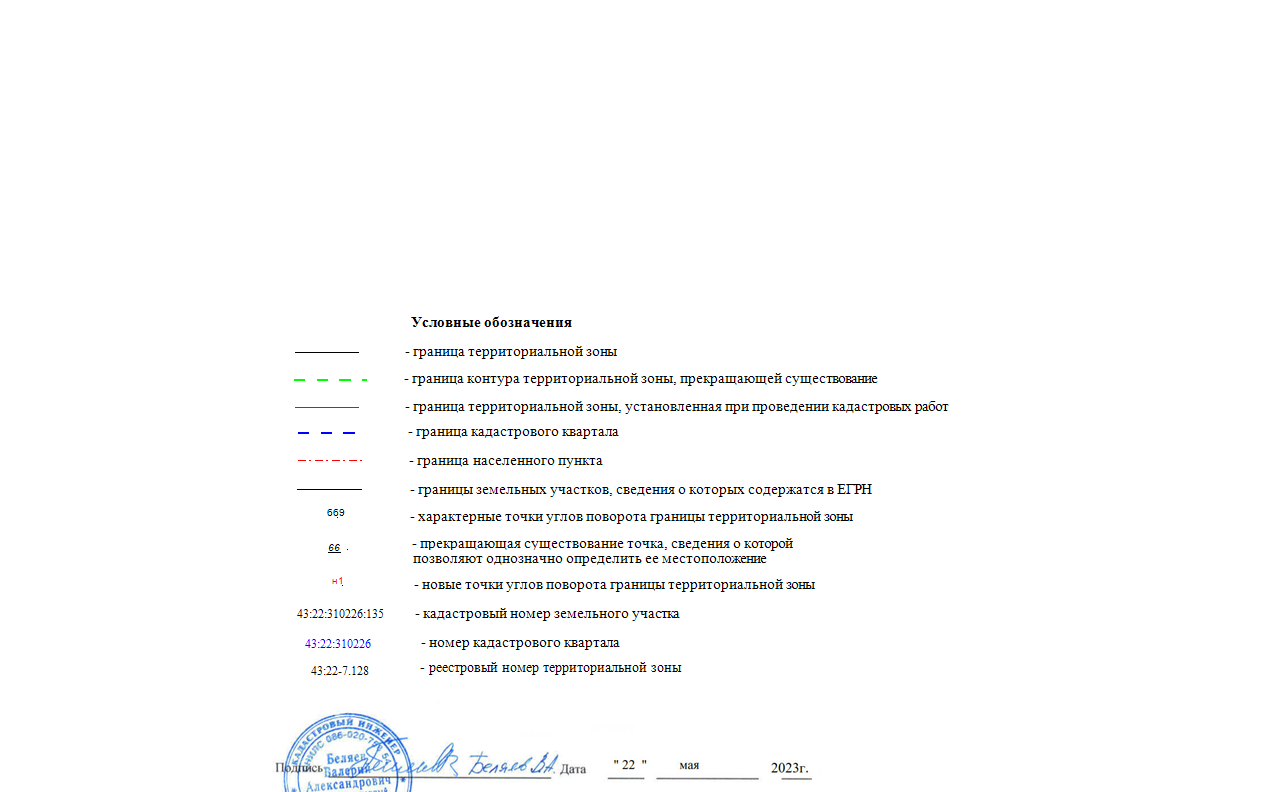 Условные обозначения
- граница территориальной зоны
- граница контура территориальной зоны, прекращающей существование
- граница территориальной зоны, установленная при проведении кадастровых работ
- граница кадастрового квартала
- граница населенного пункта
- границы земельных участков, сведения о которых содержатся в ЕГРН
669 - характерные точки углов поворота границы территориальной зоны
66 . - прекращающая существование точка, сведения о которой
позволяют однозначно определить ее местоположение
н1 - новые точки углов поворота границы территориальной зоны
43:22:310226:135 - кадастровый номер земельного участка
43:22:310226 - номер кадастрового квартала
43:22-7.128 - реестровый номер территориальной зоны
КАДАСТРОВЫЙ ИНЖЕНЕР
СНИЛС 086-020-7
Беляев
Валерий
Александрович
Подпись Беляев В.А. Дата " 22 " мая 2023г.